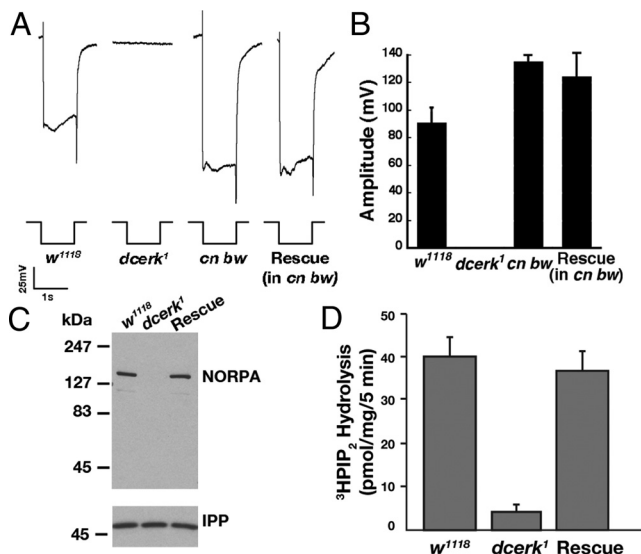 A
w¹¹¹⁸
dcerk¹
cn bw
Rescue
(in cn bw)
25mV
1s
B
Amplitude (mV)
140
120
100
80
60
40
20
0
w¹¹¹⁸
dcerk¹
cn bw
Rescue
(in cn bw)
C
kDa
w¹¹¹⁸
dcerk¹
Rescue
247
127
83
45
NORPA
45
IPP
D
³HPIP₂ Hydrolysis
(pmol/mg/5 min)
40
30
20
10
0
w¹¹¹⁸
dcerk¹
Rescue